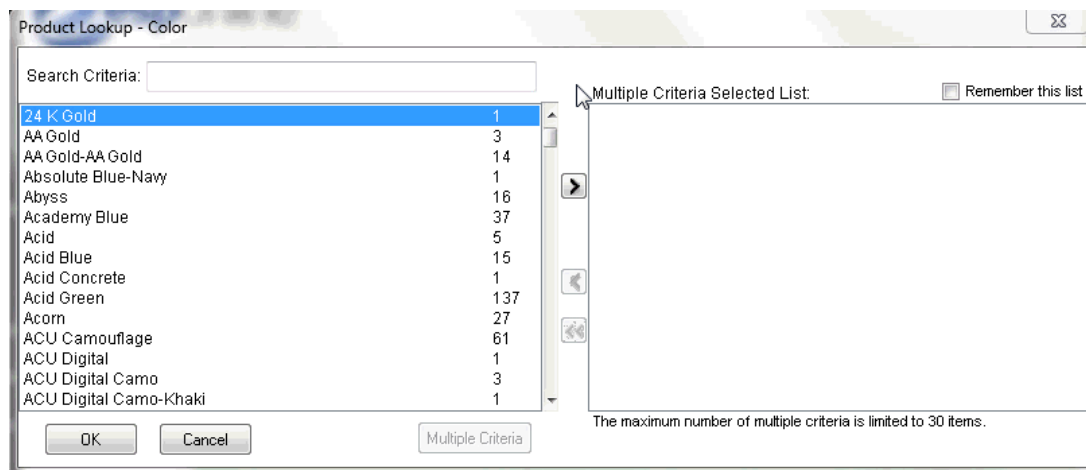 Product Lookup - Color
Search Criteria:
24 K Gold 1
AA Gold 3
AA Gold-AA Gold 14
Absolute Blue-Navy 1
Abyss 16
Academy Blue 37
Acid 5
Acid Blue 15
Acid Concrete 1
Acid Green 137
Acorn 27
ACU Camouflage 61
ACU Digital 1
ACU Digital Camo 3
ACU Digital Camo-Khaki 1
OK Cancel Multiple Criteria
Multiple Criteria Selected List: Remember this list
The maximum number of multiple criteria is limited to 30 items.